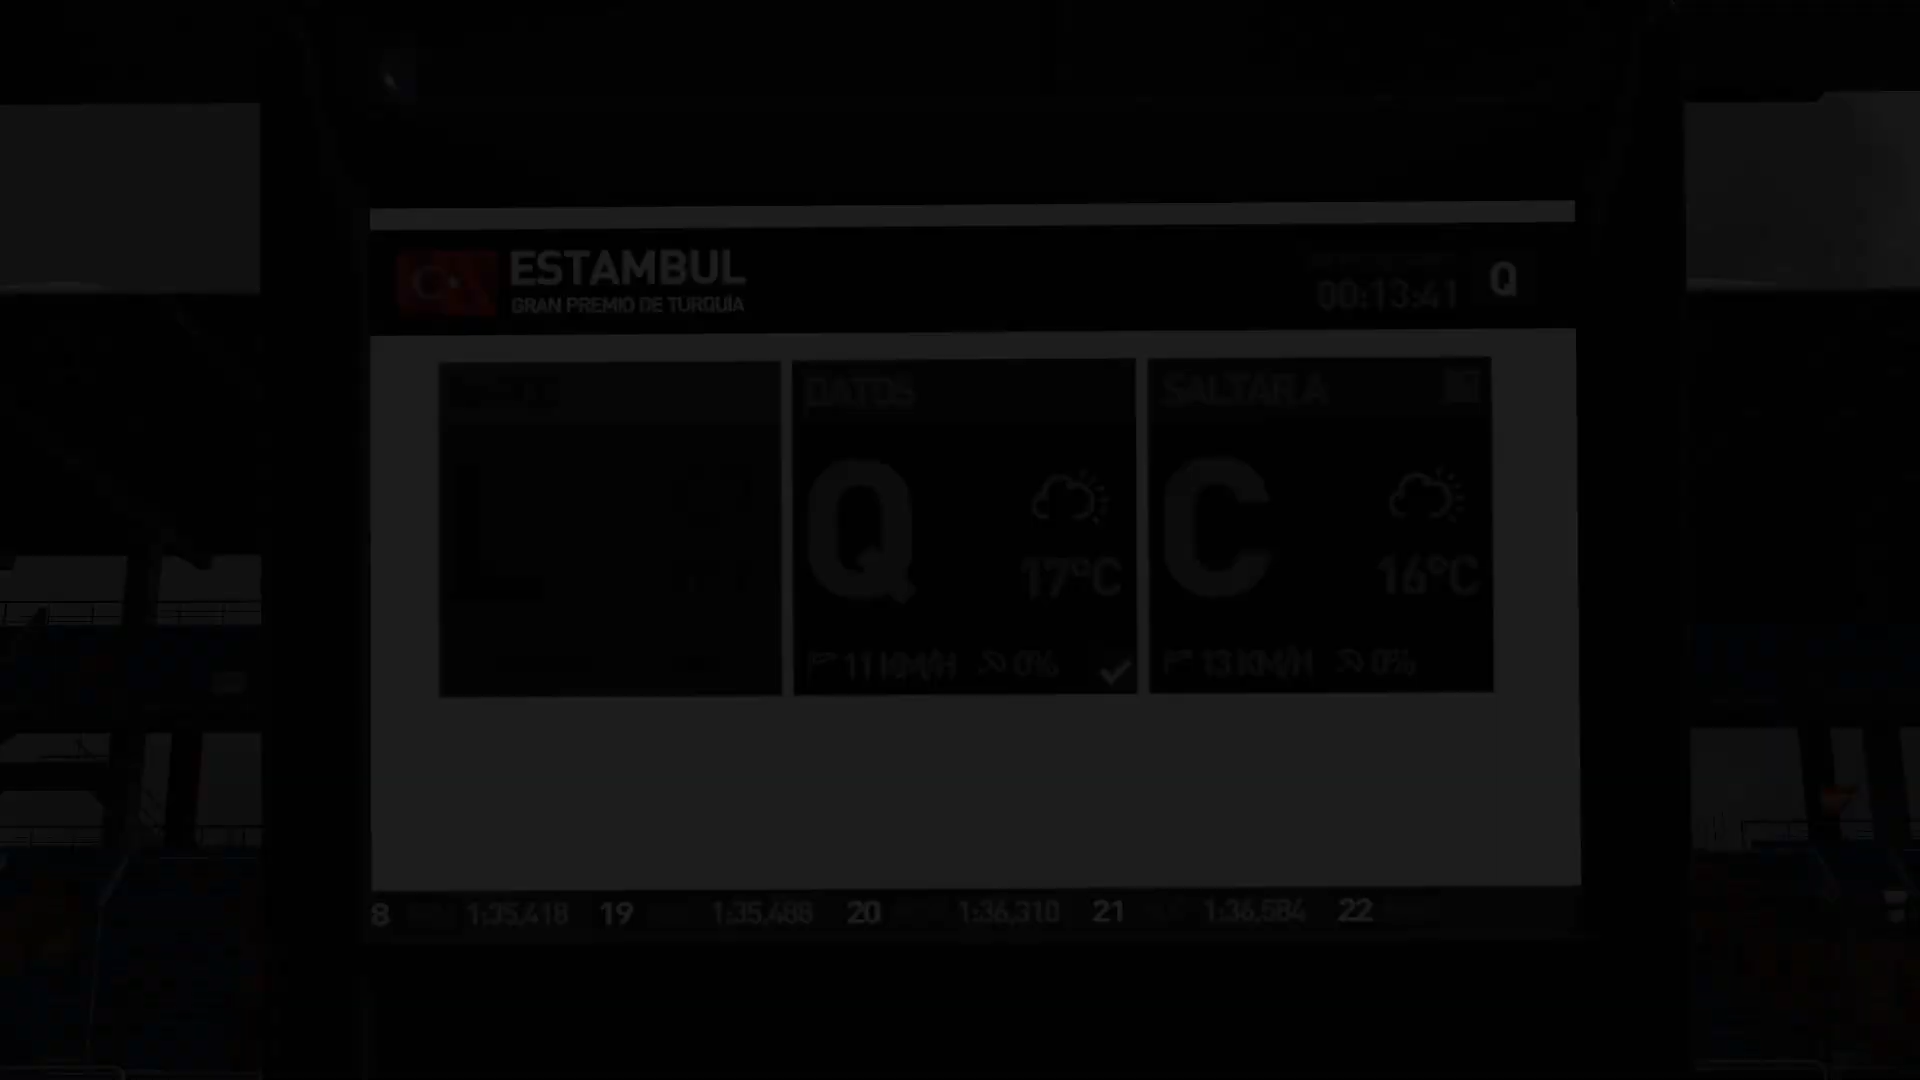 ESTAMBUL
GRAN PREMIO DE TURQUÍA
00:13:41
Q
DATOS
SALTAR A
Q
17°C
C
16°C
11 KM/H 0%
13 KM/H 0%
8 1:35,418 19 1:35,488 20 1:36,310 21 1:36,584 22